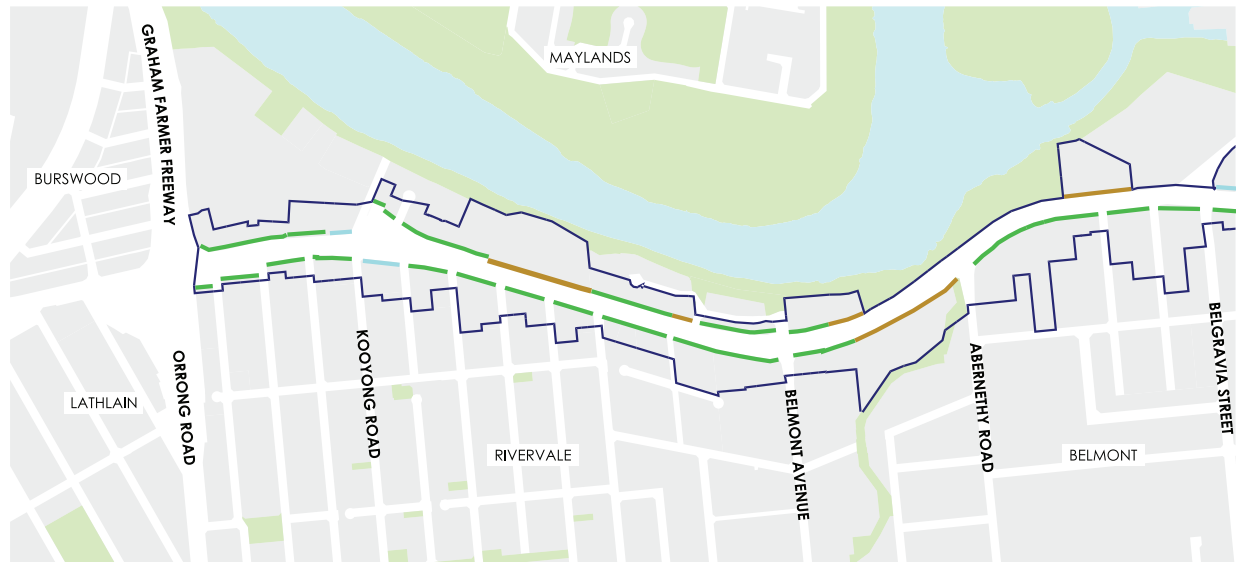 MAYLANDS
GRAHAM FARMER FREEWAY
BURSWOOD
ORRONG ROAD
KOOYONG ROAD
LATHLAIN
RIVERVALE
BELMONT AVENUE
ABERNETHY ROAD
BELMONT
BELGRAVIA STREET